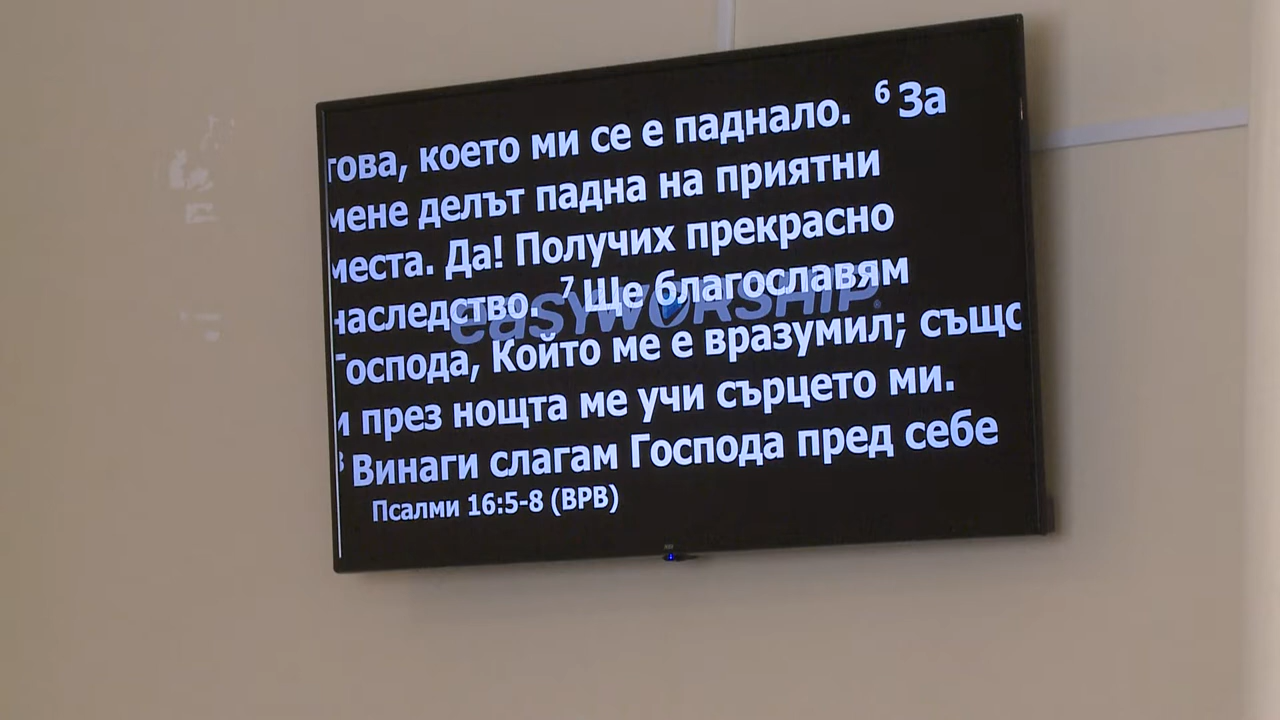 това, което ми се е паднало. 6 За
мене делът падна на приятни
места. Да! Получих прекрасно
наследство. 7 Ще благославям
Господа, Който ме е вразумил; също
и през нощта ме учи сърцето ми.
8 Винаги слагам Господа пред себе
Псалми 16:5-8 (ВРВ)
easyworship